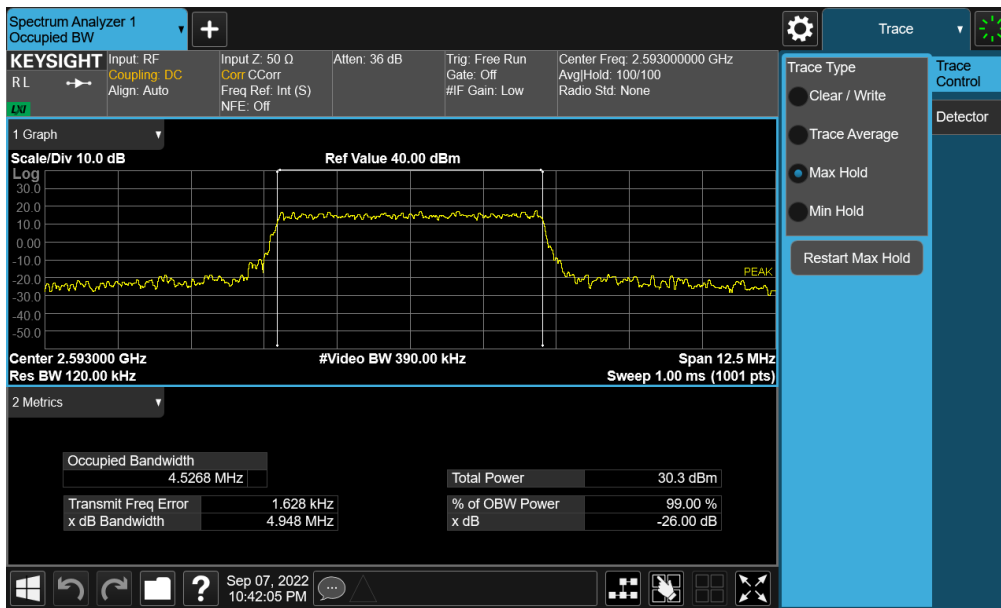 Spectrum Analyzer 1
Occupied BW
+
Trace
KEYSIGHT
R L
LXI
Input: RF
Coupling: DC
Align: Auto
Input Z: 50 Ω
Corr CCorr
Freq Ref: Int (S)
NFE: Off
Atten: 36 dB
Trig: Free Run
Gate: Off
#IF Gain: Low
Center Freq: 2.593000000 GHz
Avg|Hold: 100/100
Radio Std: None
Trace Type
Clear / Write
Trace Average
Max Hold
Min Hold
Restart Max Hold
Trace
Control
Detector
1 Graph
Scale/Div 10.0 dB
Ref Value 40.00 dBm
Log
30.0
20.0
10.0
0.00
-10.0
-20.0
-30.0
-40.0
-50.0
PEAK
Center 2.593000 GHz
#Video BW 390.00 kHz
Span 12.5 MHz
Res BW 120.00 kHz
Sweep 1.00 ms (1001 pts)
2 Metrics
Occupied Bandwidth
4.5268 MHz
Total Power 30.3 dBm
Transmit Freq Error 1.628 kHz
% of OBW Power 99.00 %
x dB Bandwidth 4.948 MHz
x dB -26.00 dB
?
Sep 07, 2022
10:42:05 PM